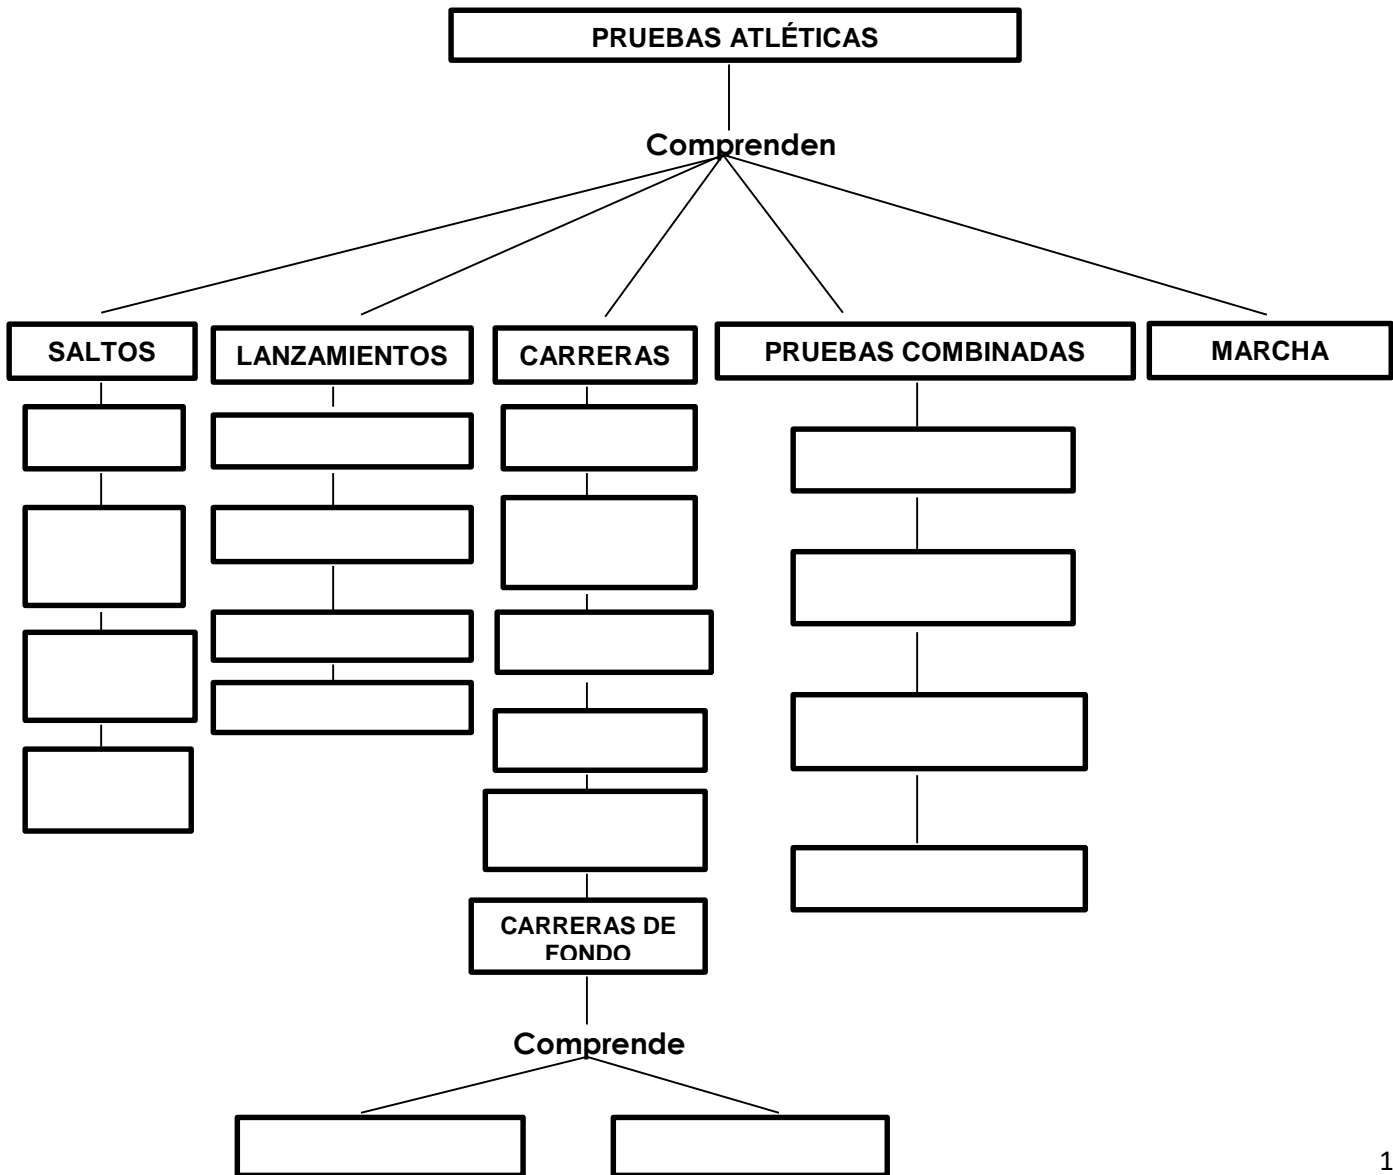 PRUEBAS ATLÉTICAS
Comprenden
SALTOS
LANZAMIENTOS
CARRERAS
PRUEBAS COMBINADAS
MARCHA
CARRERAS DE
FONDO
Comprende
1